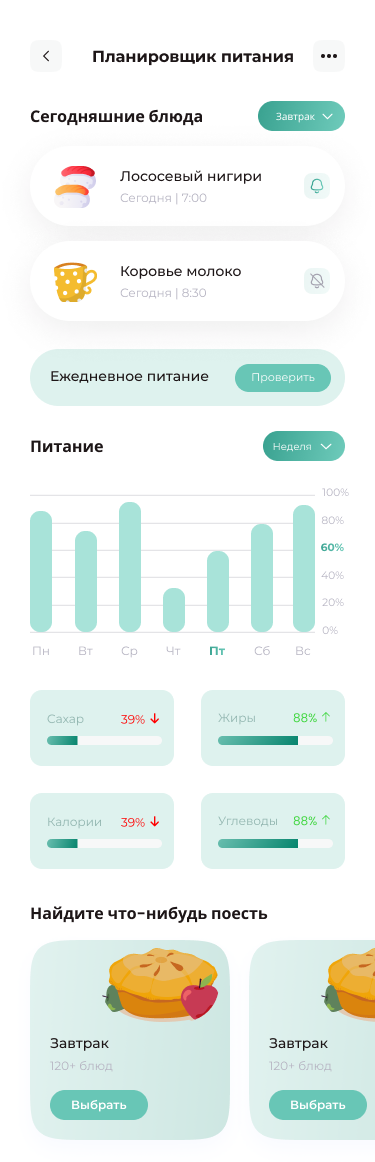 Планировщик питания
Сегодняшние блюда
Завтрак
Лососевый нигири
Сегодня | 7:00
Коровье молоко
Сегодня | 8:30
Ежедневное питание
Проверить
Питание
Неделя
100%
80%
60%
40%
20%
0%
Пн Вт Ср Чт Пт Сб Вс
Сахар 39%
Жиры 88%
Калории 39%
Углеводы 88%
Найдите что-нибудь поесть
Завтрак
120+ блюд
Выбрать
Завтрак
120+ блюд
Выбрать